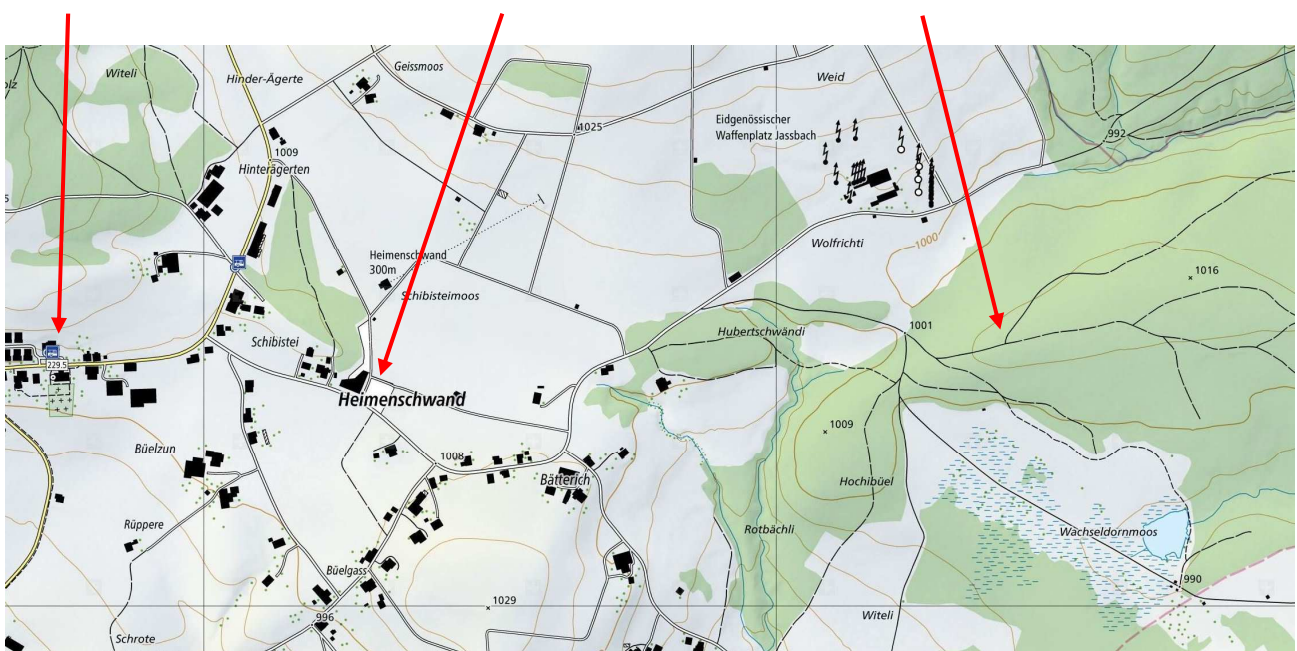 Witeli
Hinder-Ägerte
Geissmoos
Weid
olz
1025
Eidgenössischer
Waffenplatz Jassbach
992
1009
Hinterägerten
Wolfrichti
1000
Heimenschwand
300m
1016
Schibisteimoos
Hubertschwändi
1001
Schibistei
229.5
Heimenschwand
1009
Büelzun
1008
Bätterich
Hochibüel
Rüppere
Rotbächli
Wachseldornmoos
Büelgass
990
1029
996
Witeli
Schrote